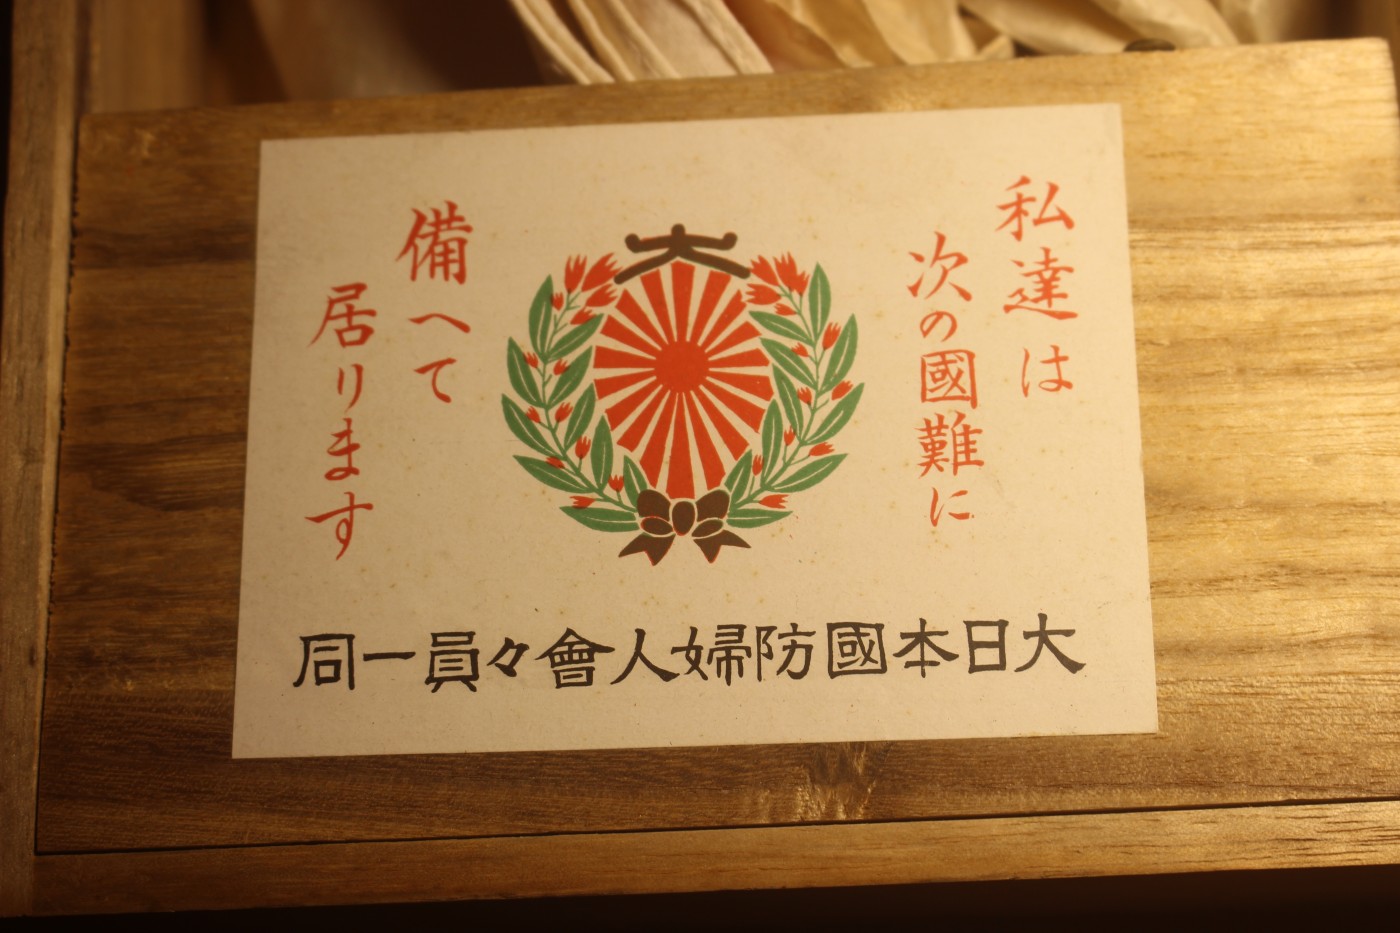 私達は
次の國難に
備へて
居ります
大
大日本國防婦人會々員一同